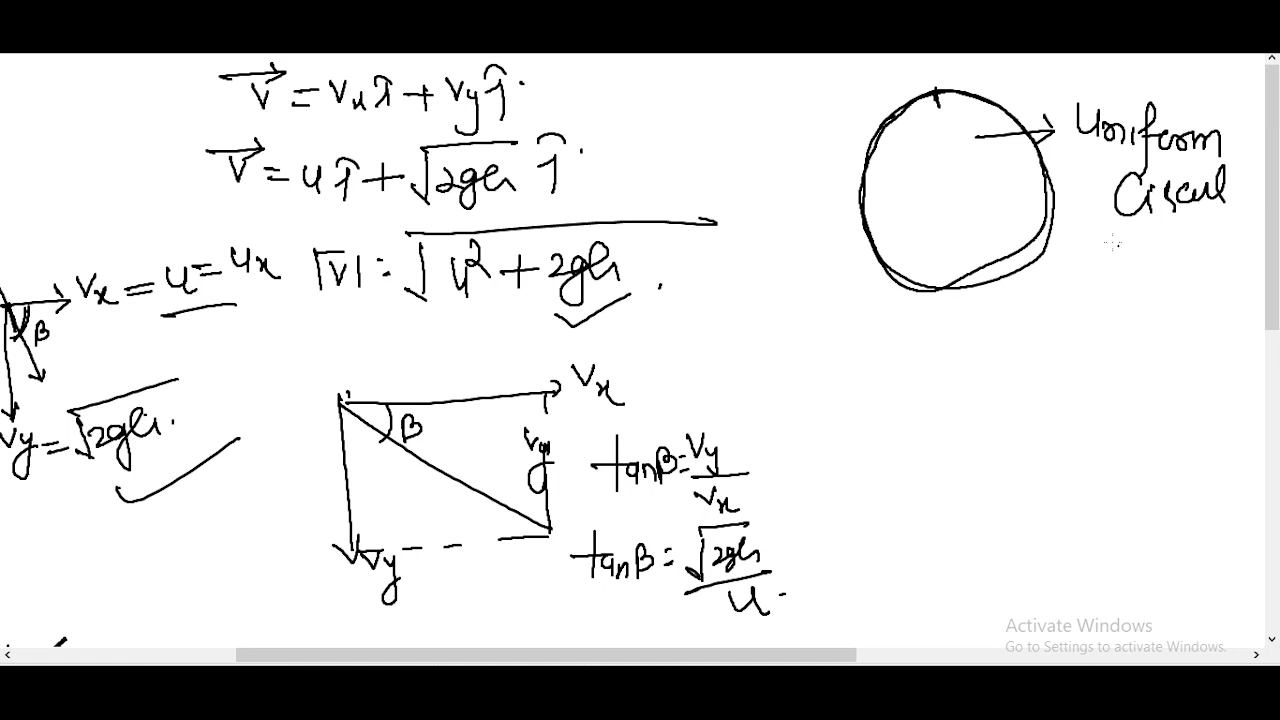 v⃗ = vₓ î + v_y ĵ
v⃗ = u î + √2gh ĵ
|v| = √u² + 2gh
vₓ = u = uₓ
β
vy = √2gh
vₓ
β
vy
vy
tanβ = vy/vₓ
tanβ = √2gh/u
Uniform
Circul
Activate Windows
Go to Settings to activate Windows.